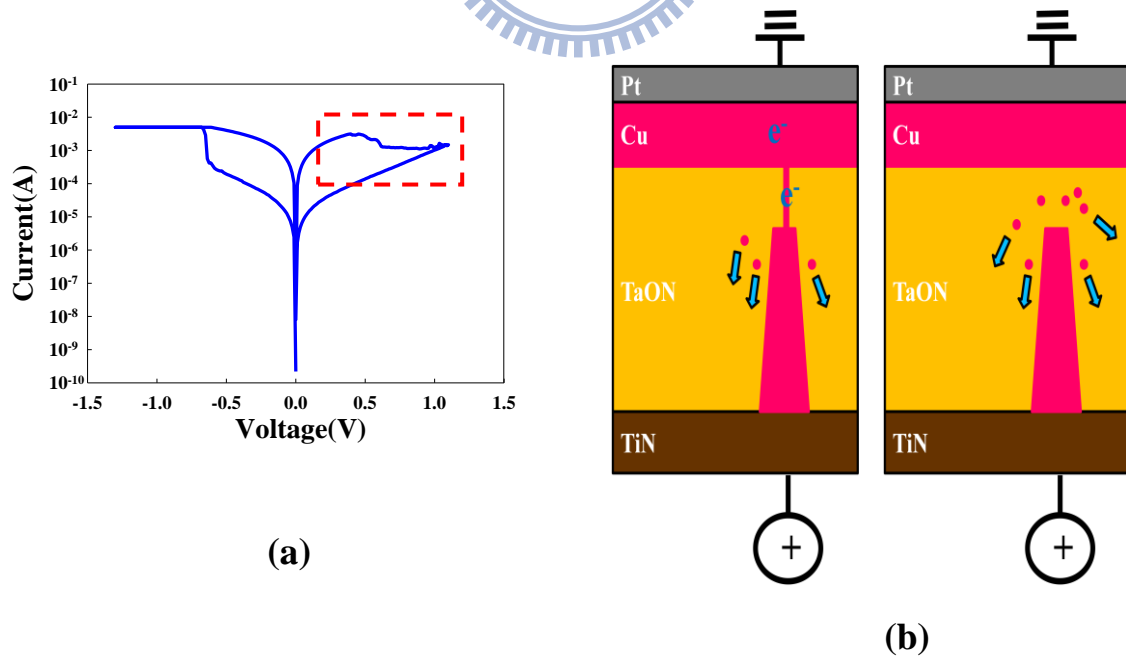 10-1
10-2
10-3
10-4
10-5
10-6
10-7
10-8
10-9
10-10
Current(A)
-1.5 -1.0 -0.5 0.0 0.5 1.0 1.5
Voltage(V)
(a)
Pt
Cu
e-
e-
TaON
TiN
+
Pt
Cu
TaON
TiN
+
(b)